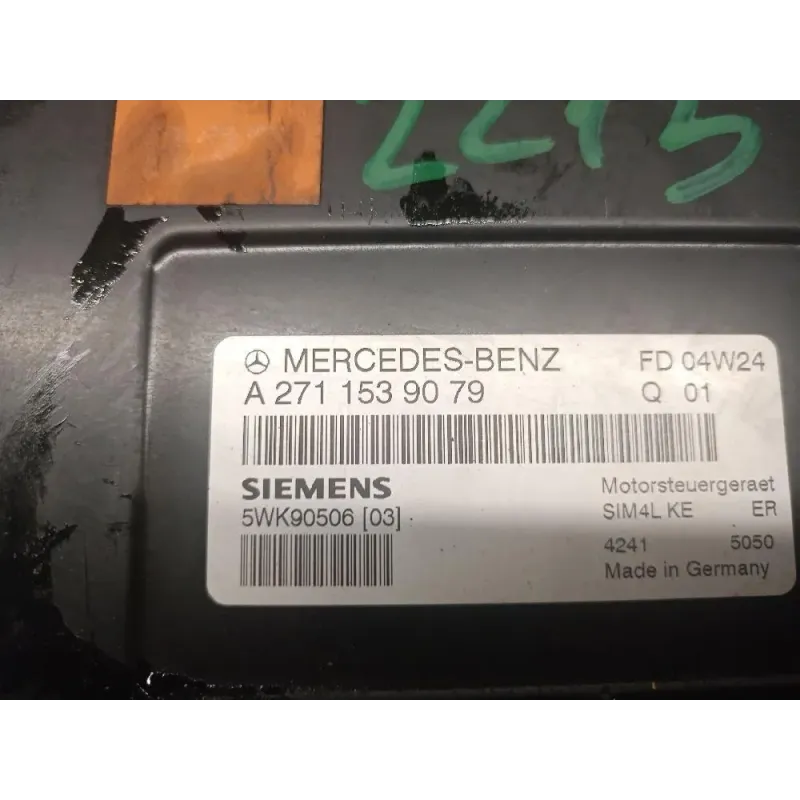 MERCEDES-BENZ FD 04W24
A 271 153 90 79 Q 01
SIEMENS Motorsteuergeraet
5WK90506 [03] SIM4L KE ER
4241 5050
Made in Germany